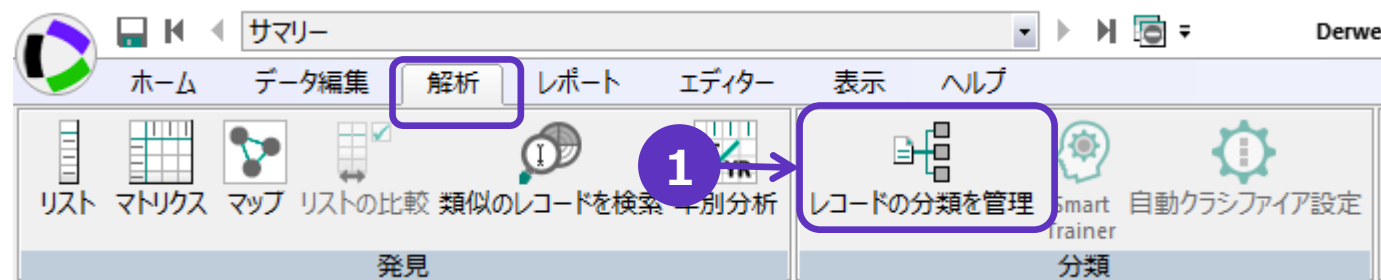 サマリー
Derwe
ホーム データ編集 解析 レポート エディター 表示 ヘルプ
1
リスト マトリクス マップ リストの比較 類似のレコードを検索 年別分析 レコードの分類を管理 Smart Trainer 自動クラシファイア設定
発見 分類